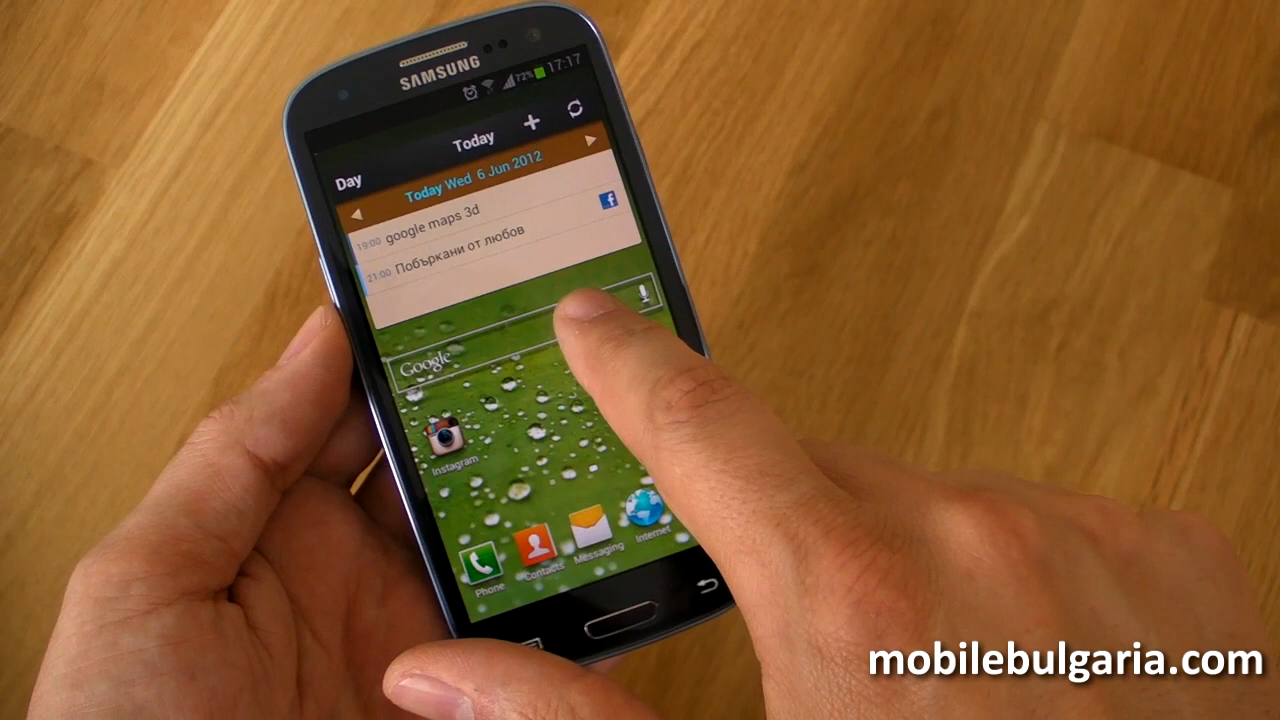 SAMSUNG
72% 17:17
Day Today +
Today Wed 6 Jun 2012
19:00 google maps 3d f
21:00 Побъркани от любов
Google
Instagram
Phone Contacts Messaging Internet
mobilebulgaria.com